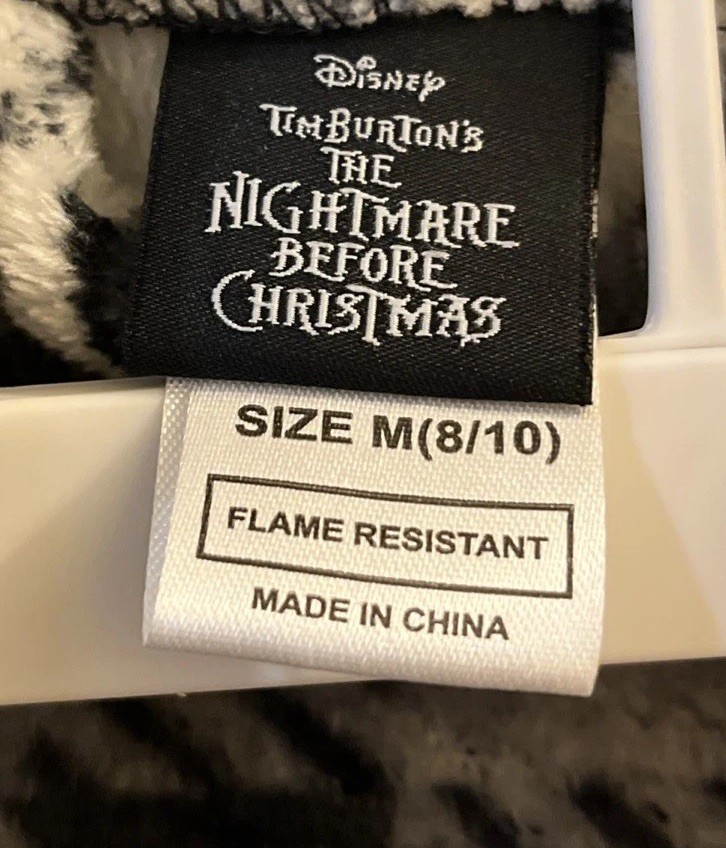 Disney
Tim Burton's
THE
NIGHTMARE
BEFORE
CHRISTMAS
SIZE M(8/10)
FLAME RESISTANT
MADE IN CHINA